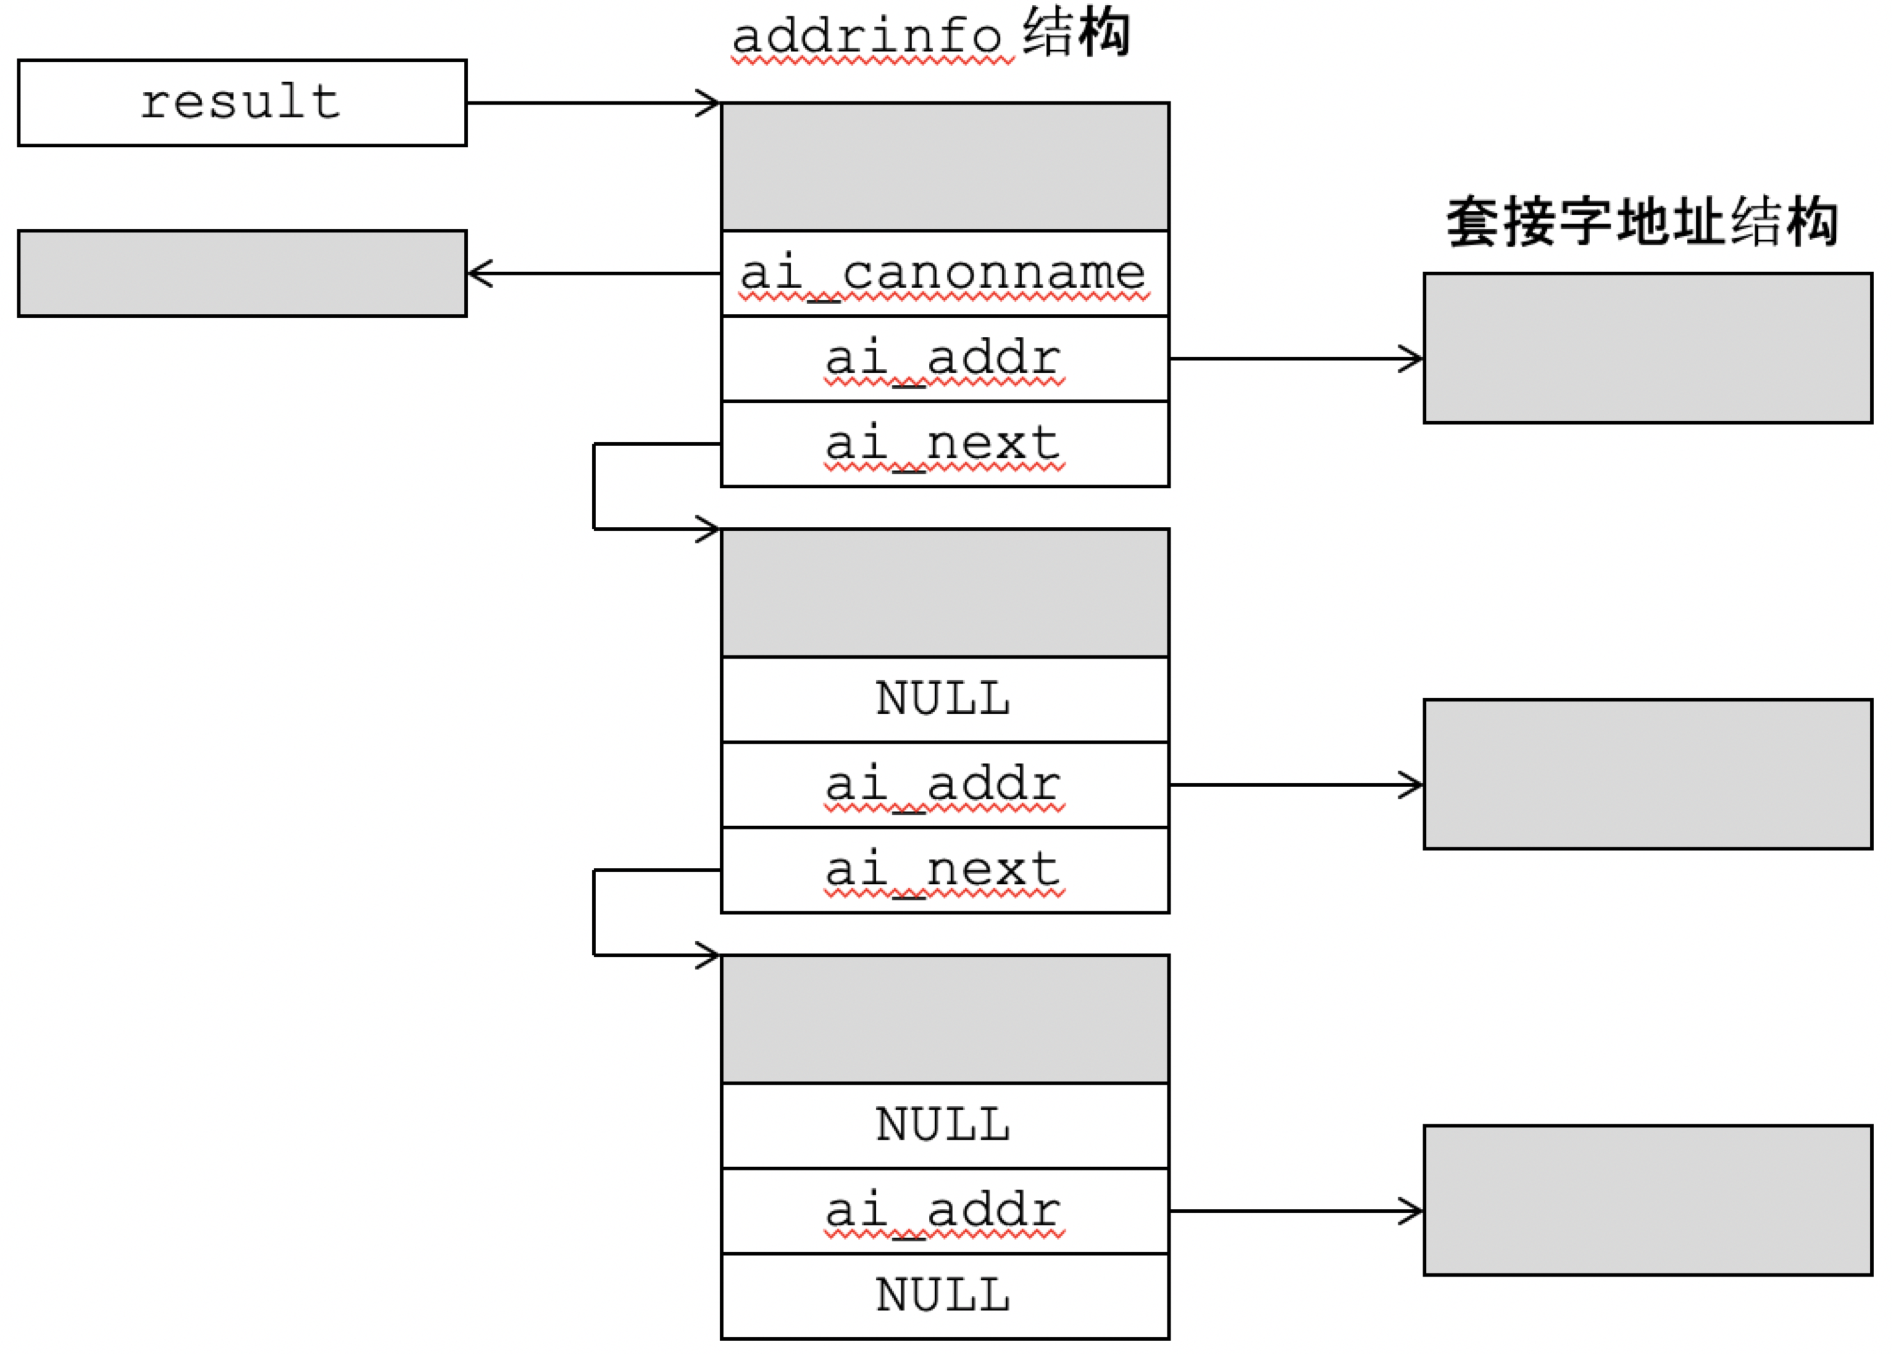 addrinfo 结构
result
套接字地址结构
ai_canonname
ai_addr
ai_next
NULL
ai_addr
ai_next
NULL
ai_addr
NULL